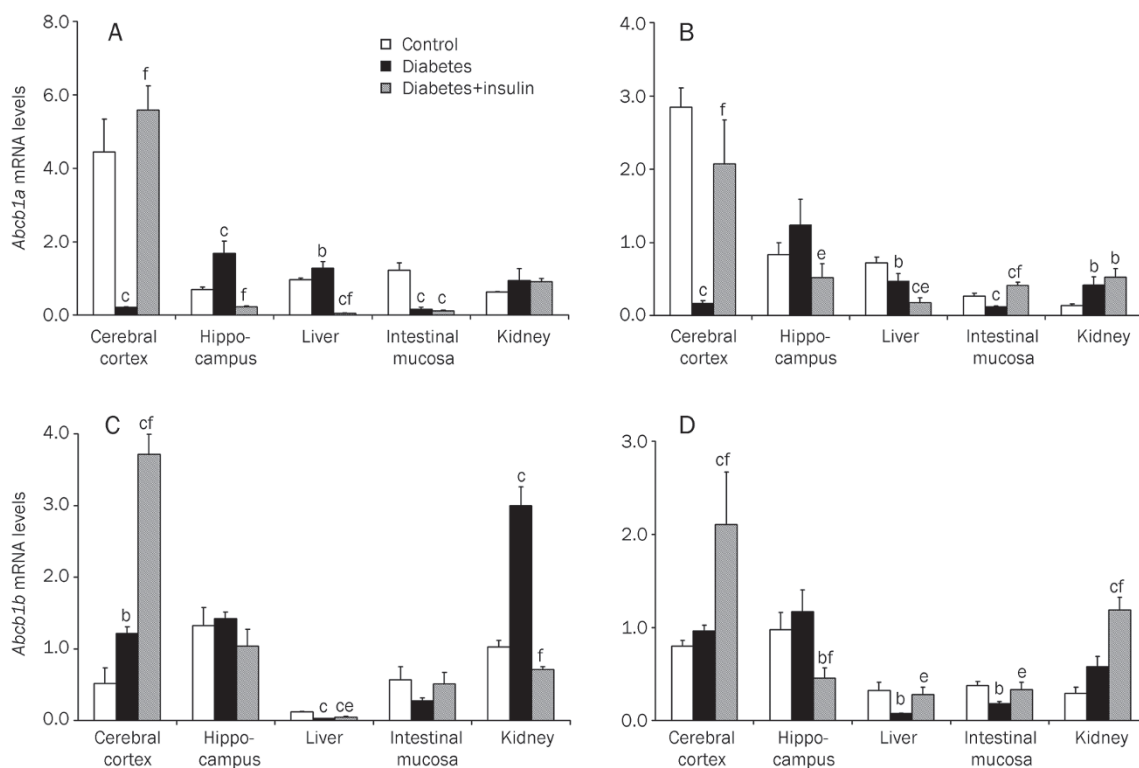 A
8.0
6.0
4.0
2.0
0.0
Abcb1a mRNA levels
Control
Diabetes
Diabetes+insulin
c
f
c
f
b
cf
c
c
Cerebral cortex
Hippo-
campus
Liver
Intestinal
mucosa
Kidney
B
4.0
3.0
2.0
1.0
0.0
c
f
e
b
ce
c
cf
b
b
Cerebral
cortex
Hippo-
campus
Liver
Intestinal
mucosa
Kidney
C
4.0
3.0
2.0
1.0
0.0
Abcb1b mRNA levels
b
cf
c
ce
c
f
Cerebral
cortex
Hippo-
campus
Liver
Intestinal
mucosa
Kidney
D
3.0
2.0
1.0
0.0
cf
bf
b
e
b
e
cf
Cerebral
cortex
Hippo-
campus
Liver
Intestinal
mucosa
Kidney